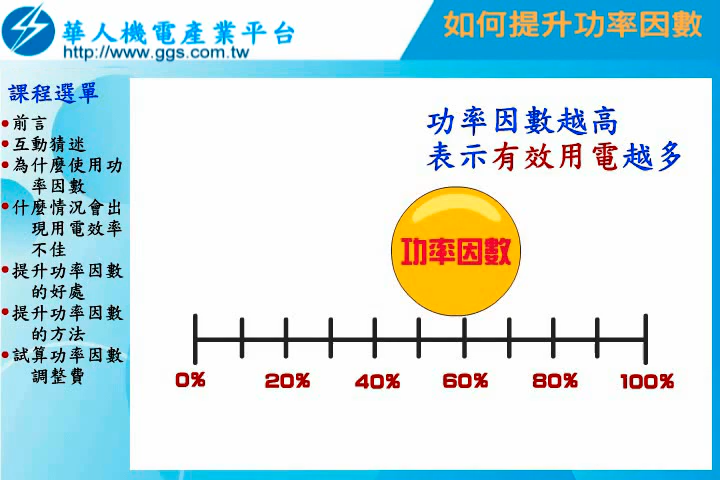 華人機電產業平台
http://www.ggs.com.tw
如何提升功率因數
課程選單
前言
互動猜迷
為什麼使用功
率因數
什麼情況會出
現用電效率
不佳
提升功率因數
的好處
提升功率因數
的方法
試算功率因數
調整費
功率因數越高
表示有效用電越多
功率因數
0% 20% 40% 60% 80% 100%